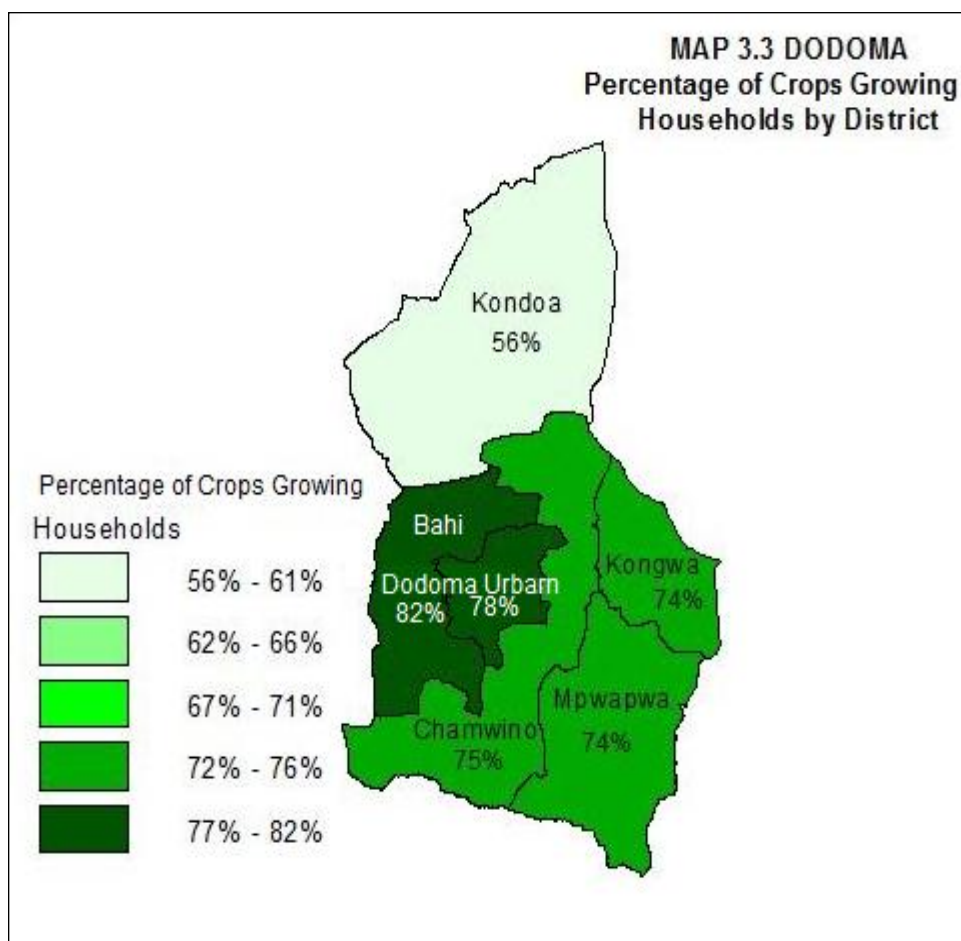 MAP 3.3 DODOMA
Percentage of Crops Growing
Households by District
Kondoa
56%
Percentage of Crops Growing
Households
56% - 61%
62% - 66%
67% - 71%
72% - 76%
77% - 82%
Bahi
82%
Dodoma Urbarn
78%
Kongwa
74%
Chamwino
75%
Mpwapwa
74%